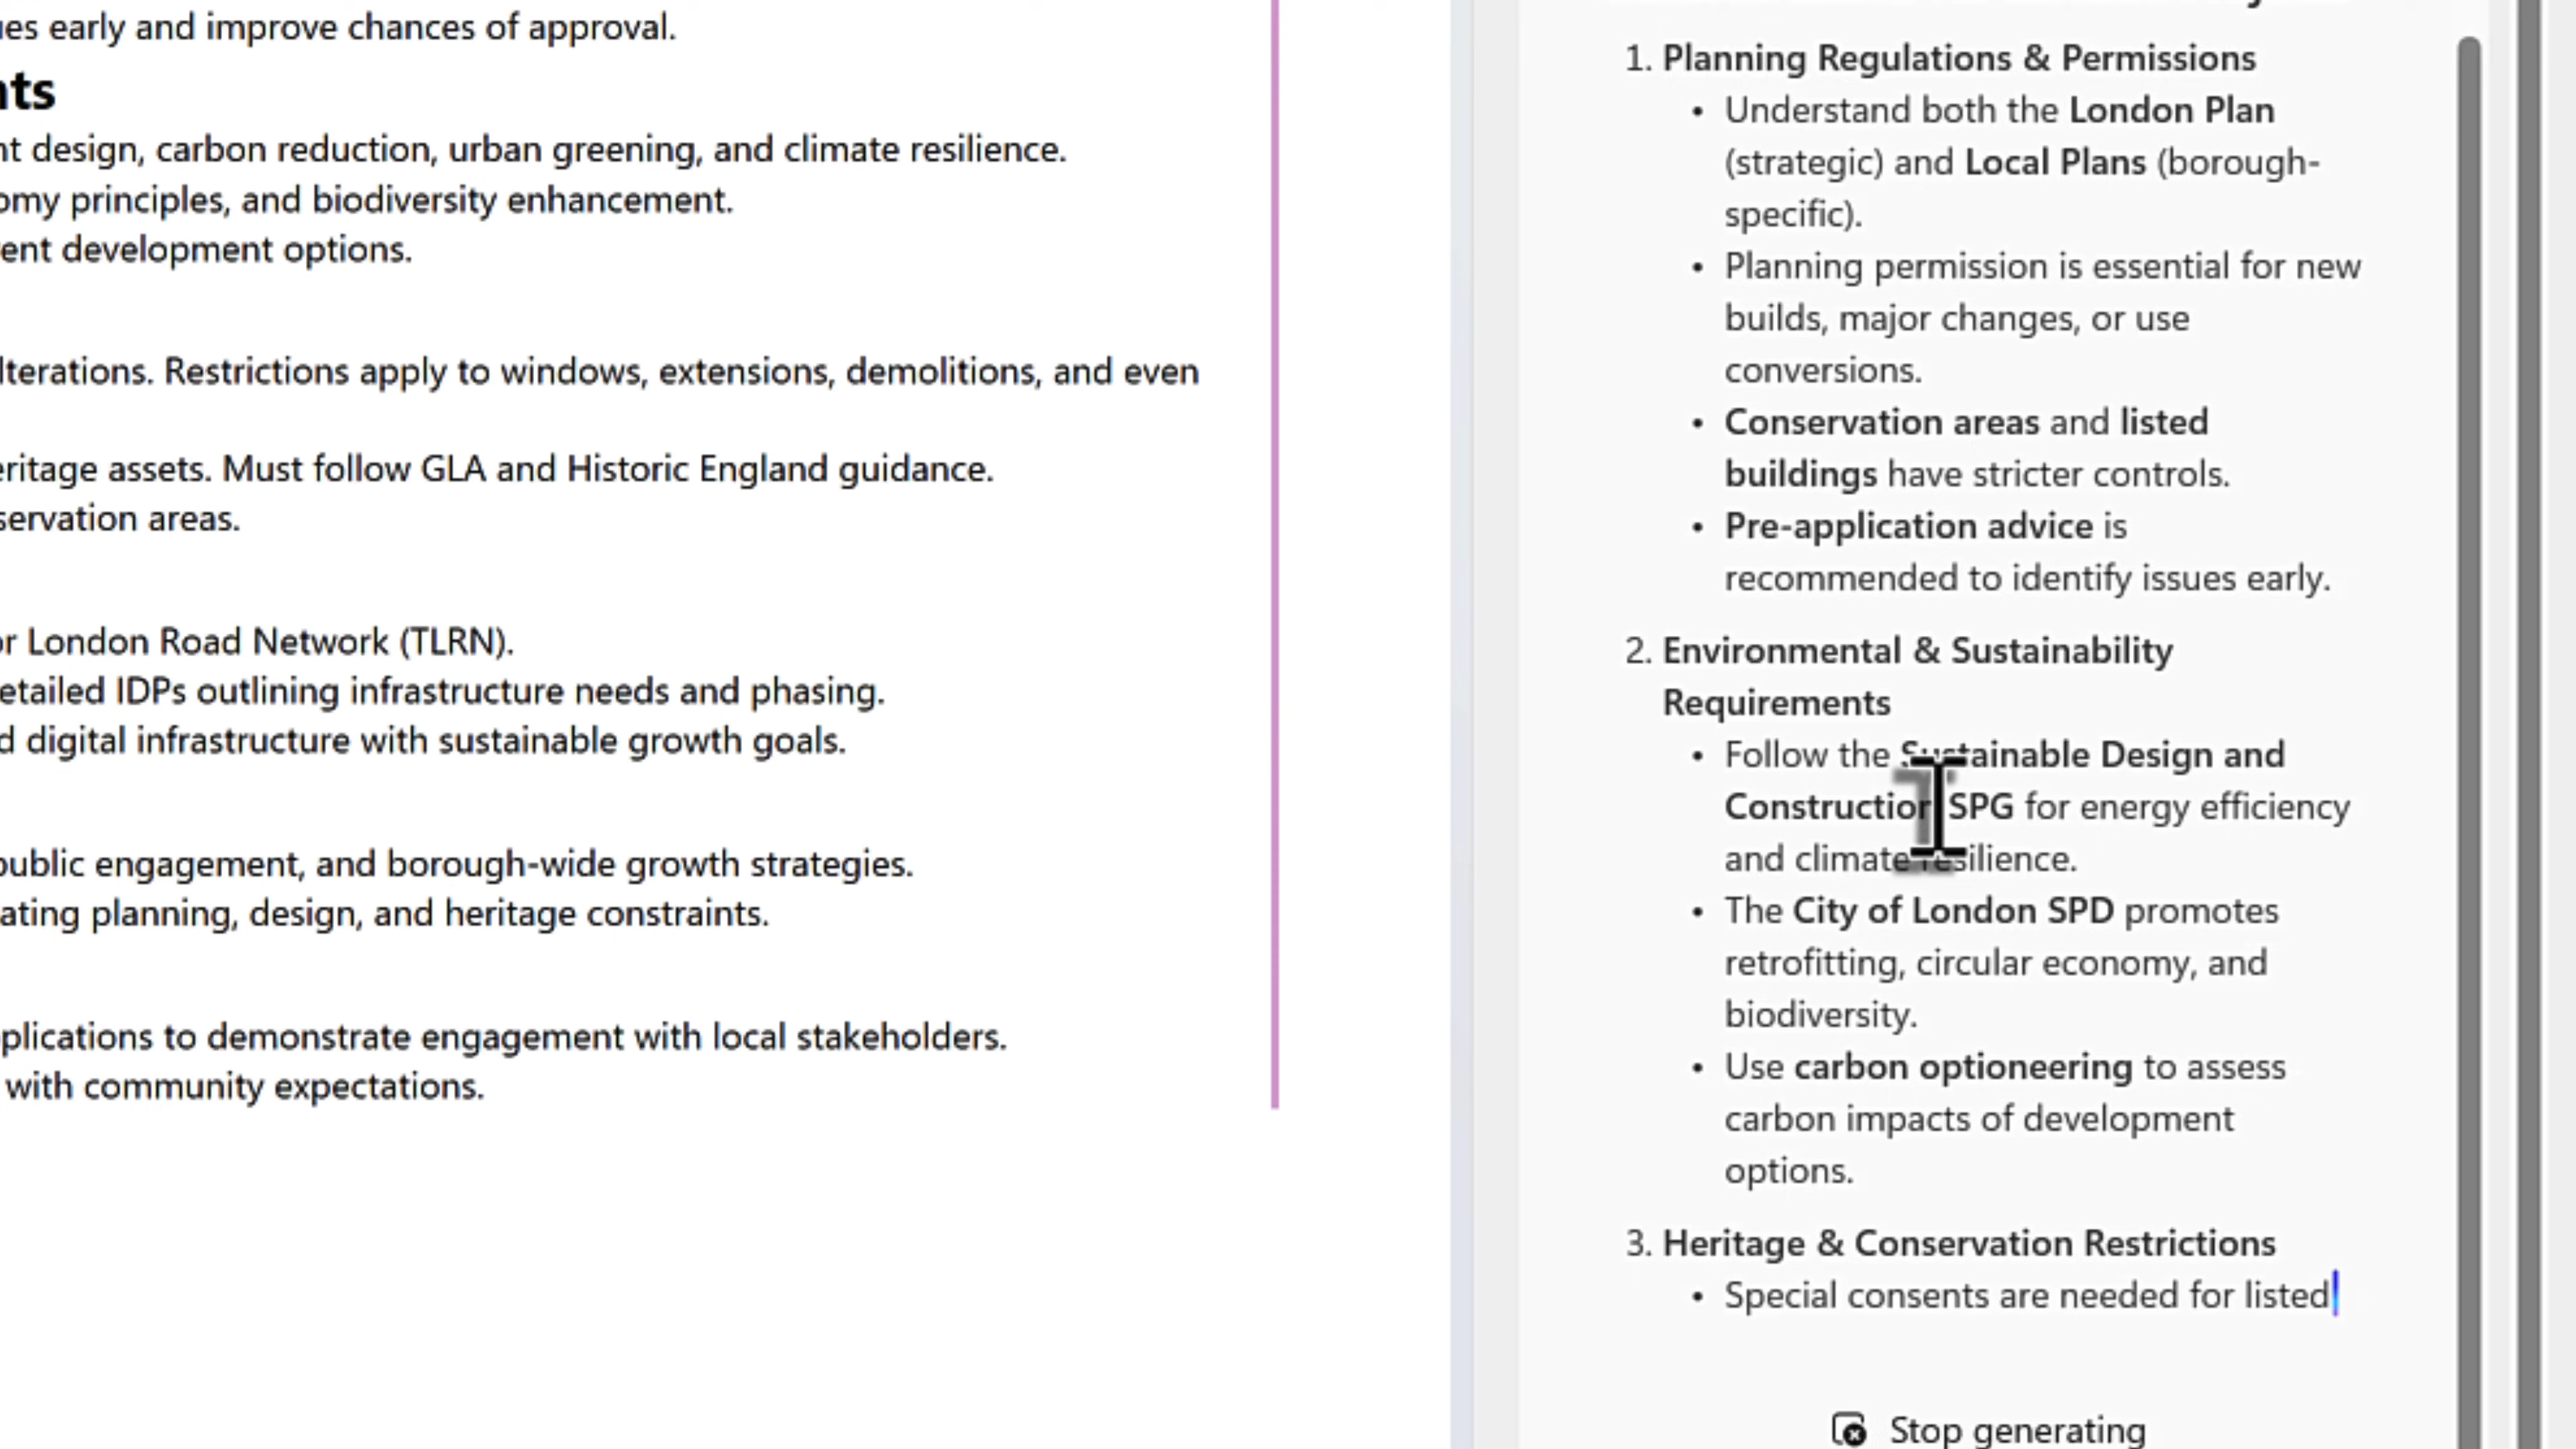 ues early and improve chances of approval.
nts
nt design, carbon reduction, urban greening, and climate resilience.
omy principles, and biodiversity enhancement.
ent development options.
lterations. Restrictions apply to windows, extensions, demolitions, and even
eritage assets. Must follow GLA and Historic England guidance.
servation areas.
or London Road Network (TLRN).
etailed IDPs outlining infrastructure needs and phasing.
d digital infrastructure with sustainable growth goals.
public engagement, and borough-wide growth strategies.
ating planning, design, and heritage constraints.
plications to demonstrate engagement with local stakeholders.
with community expectations.
1. Planning Regulations & Permissions
• Understand both the London Plan
(strategic) and Local Plans (borough-
specific).
• Planning permission is essential for new
builds, major changes, or use
conversions.
• Conservation areas and listed
buildings have stricter controls.
• Pre-application advice is
recommended to identify issues early.
2. Environmental & Sustainability
Requirements
• Follow the Sustainable Design and
Construction SPG for energy efficiency
and climate resilience.
• The City of London SPD promotes
retrofitting, circular economy, and
biodiversity.
• Use carbon optioneering to assess
carbon impacts of development
options.
3. Heritage & Conservation Restrictions
• Special consents are needed for listed
Stop generating